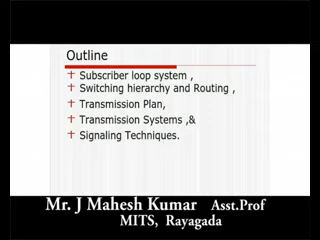 Outline
Subscriber loop system ,
Switching hierarchy and Routing ,
Transmission Plan,
Transmission Systems ,&
Signaling Techniques.
Mr. J Mahesh Kumar Asst.Prof
MITS, Rayagada